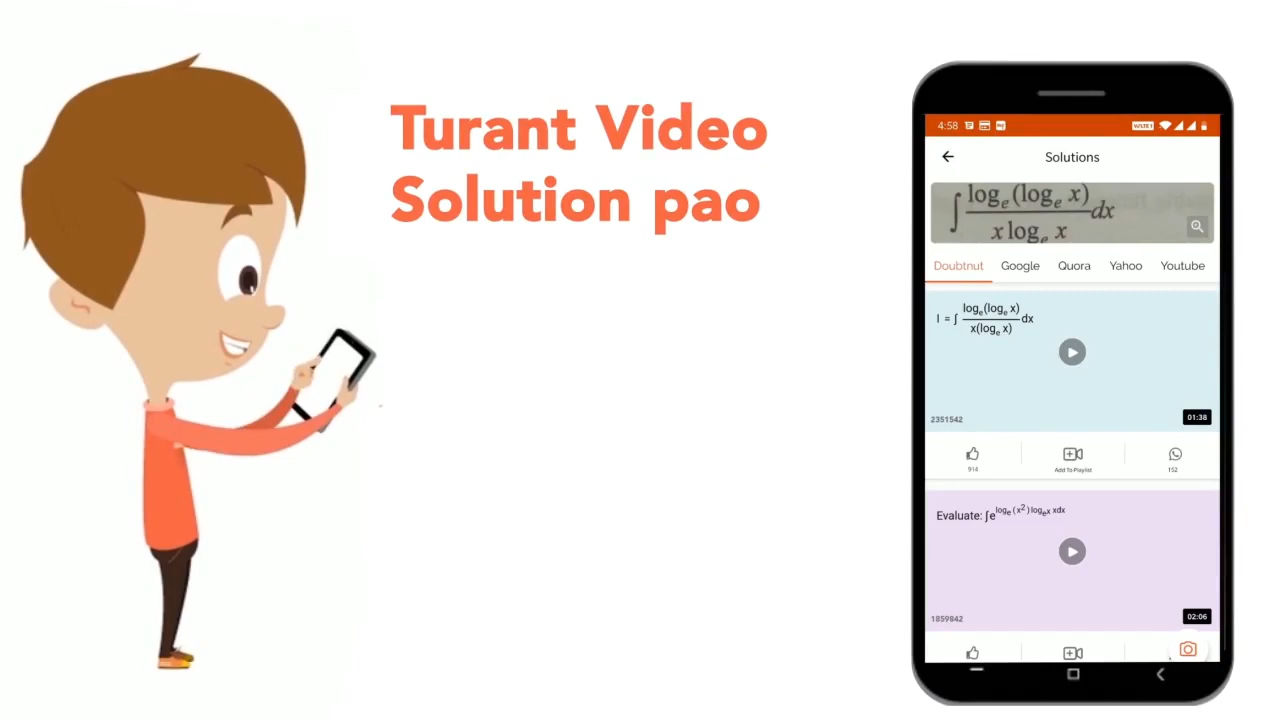 Turant Video
Solution pao
4:58
VoLTE1
Solutions
∫ logₑ(logₑ x) / x logₑ x dx
Doubtnut Google Quora Yahoo Youtube
I = ∫ logₑ(logₑ x) / x(logₑ x) dx
2351542 01:38
914 Add To Playlist 152
Evaluate: ∫e^logₑ(x²)logₑx xdx
1859842 02:06